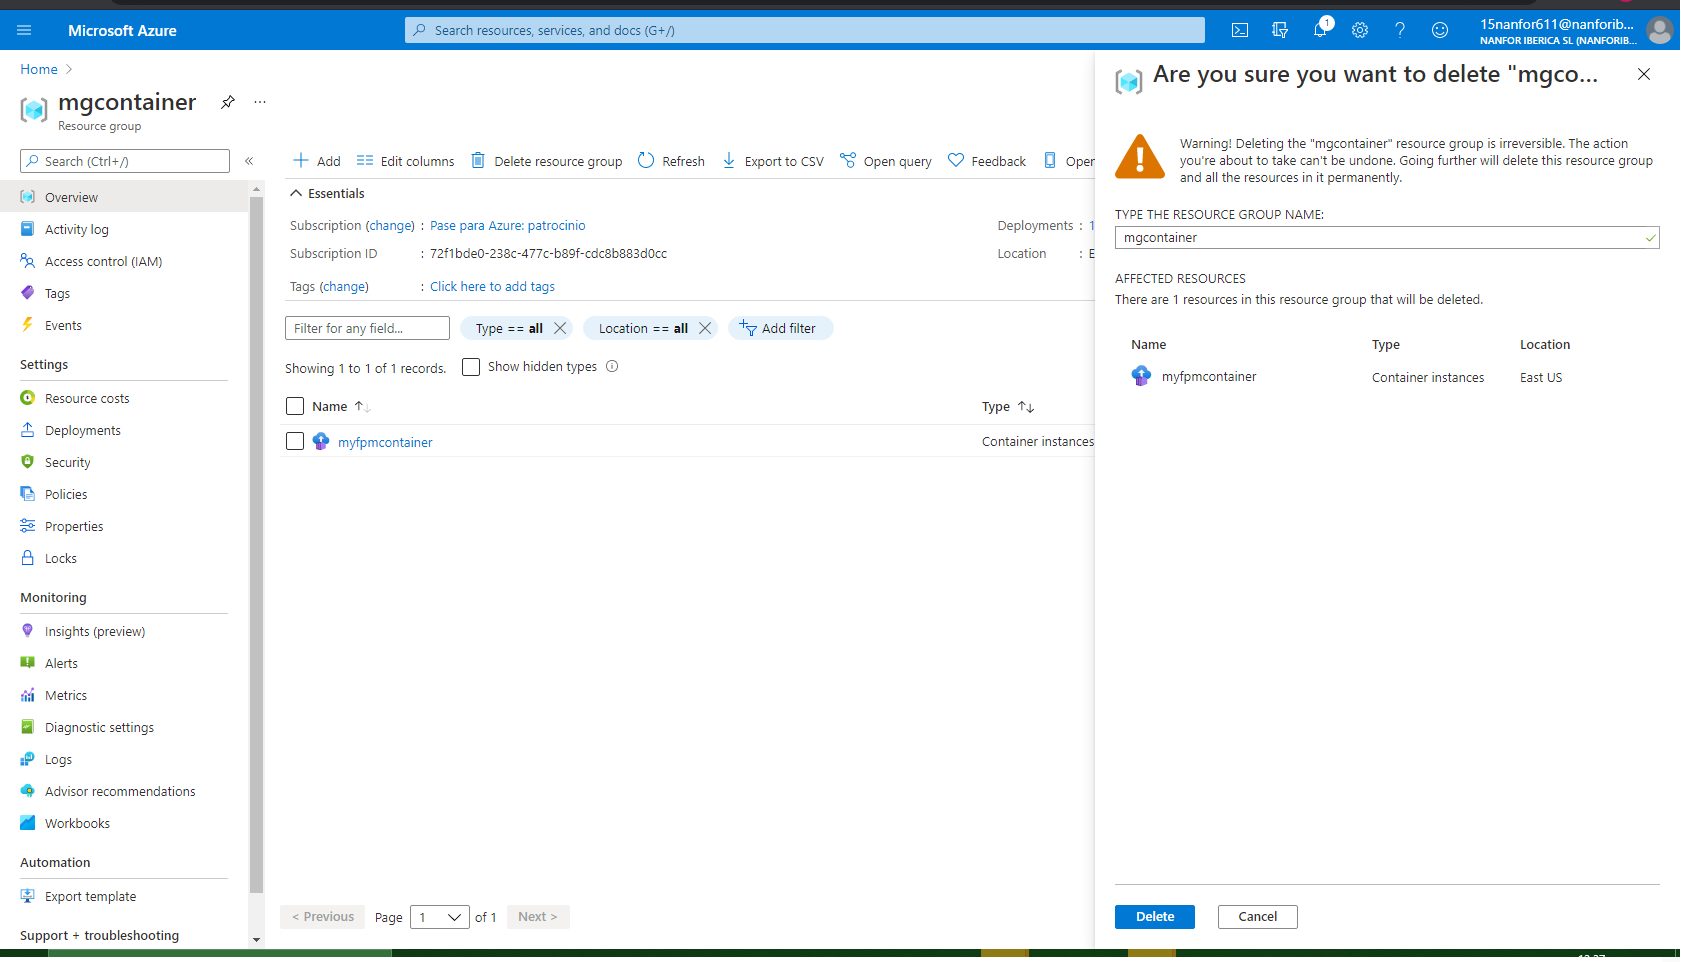 Microsoft Azure
Search resources, services, and docs (G+/)
1
15nanfor611@nanforib...
NANFOR IBERICA SL (NANFORIB...
Home
mgcontainer
Resource group
Search (Ctrl+/)
Overview
Activity log
Access control (IAM)
Tags
Events
Settings
Resource costs
Deployments
Security
Policies
Properties
Locks
Monitoring
Insights (preview)
Alerts
Metrics
Diagnostic settings
Logs
Advisor recommendations
Workbooks
Automation
Export template
Support + troubleshooting
Add
Edit columns
Delete resource group
Refresh
Export to CSV
Open query
Feedback
Open
Essentials
Subscription (change) : Pase para Azure: patrocinio
Deployments : 1
Subscription ID : 72f1bde0-238c-477c-b89f-cdc8b883d0cc
Location : E
Tags (change) : Click here to add tags
Filter for any field...
Type == all
Location == all
Add filter
Showing 1 to 1 of 1 records.
Show hidden types
Name
Type
myfpmcontainer
Container instances
< Previous
Page
1
of 1
Next >
Are you sure you want to delete "mgco...
Warning! Deleting the "mgcontainer" resource group is irreversible. The action
you're about to take can't be undone. Going further will delete this resource group
and all the resources in it permanently.
TYPE THE RESOURCE GROUP NAME:
mgcontainer
AFFECTED RESOURCES
There are 1 resources in this resource group that will be deleted.
Name
Type
Location
myfpmcontainer
Container instances
East US
Delete
Cancel